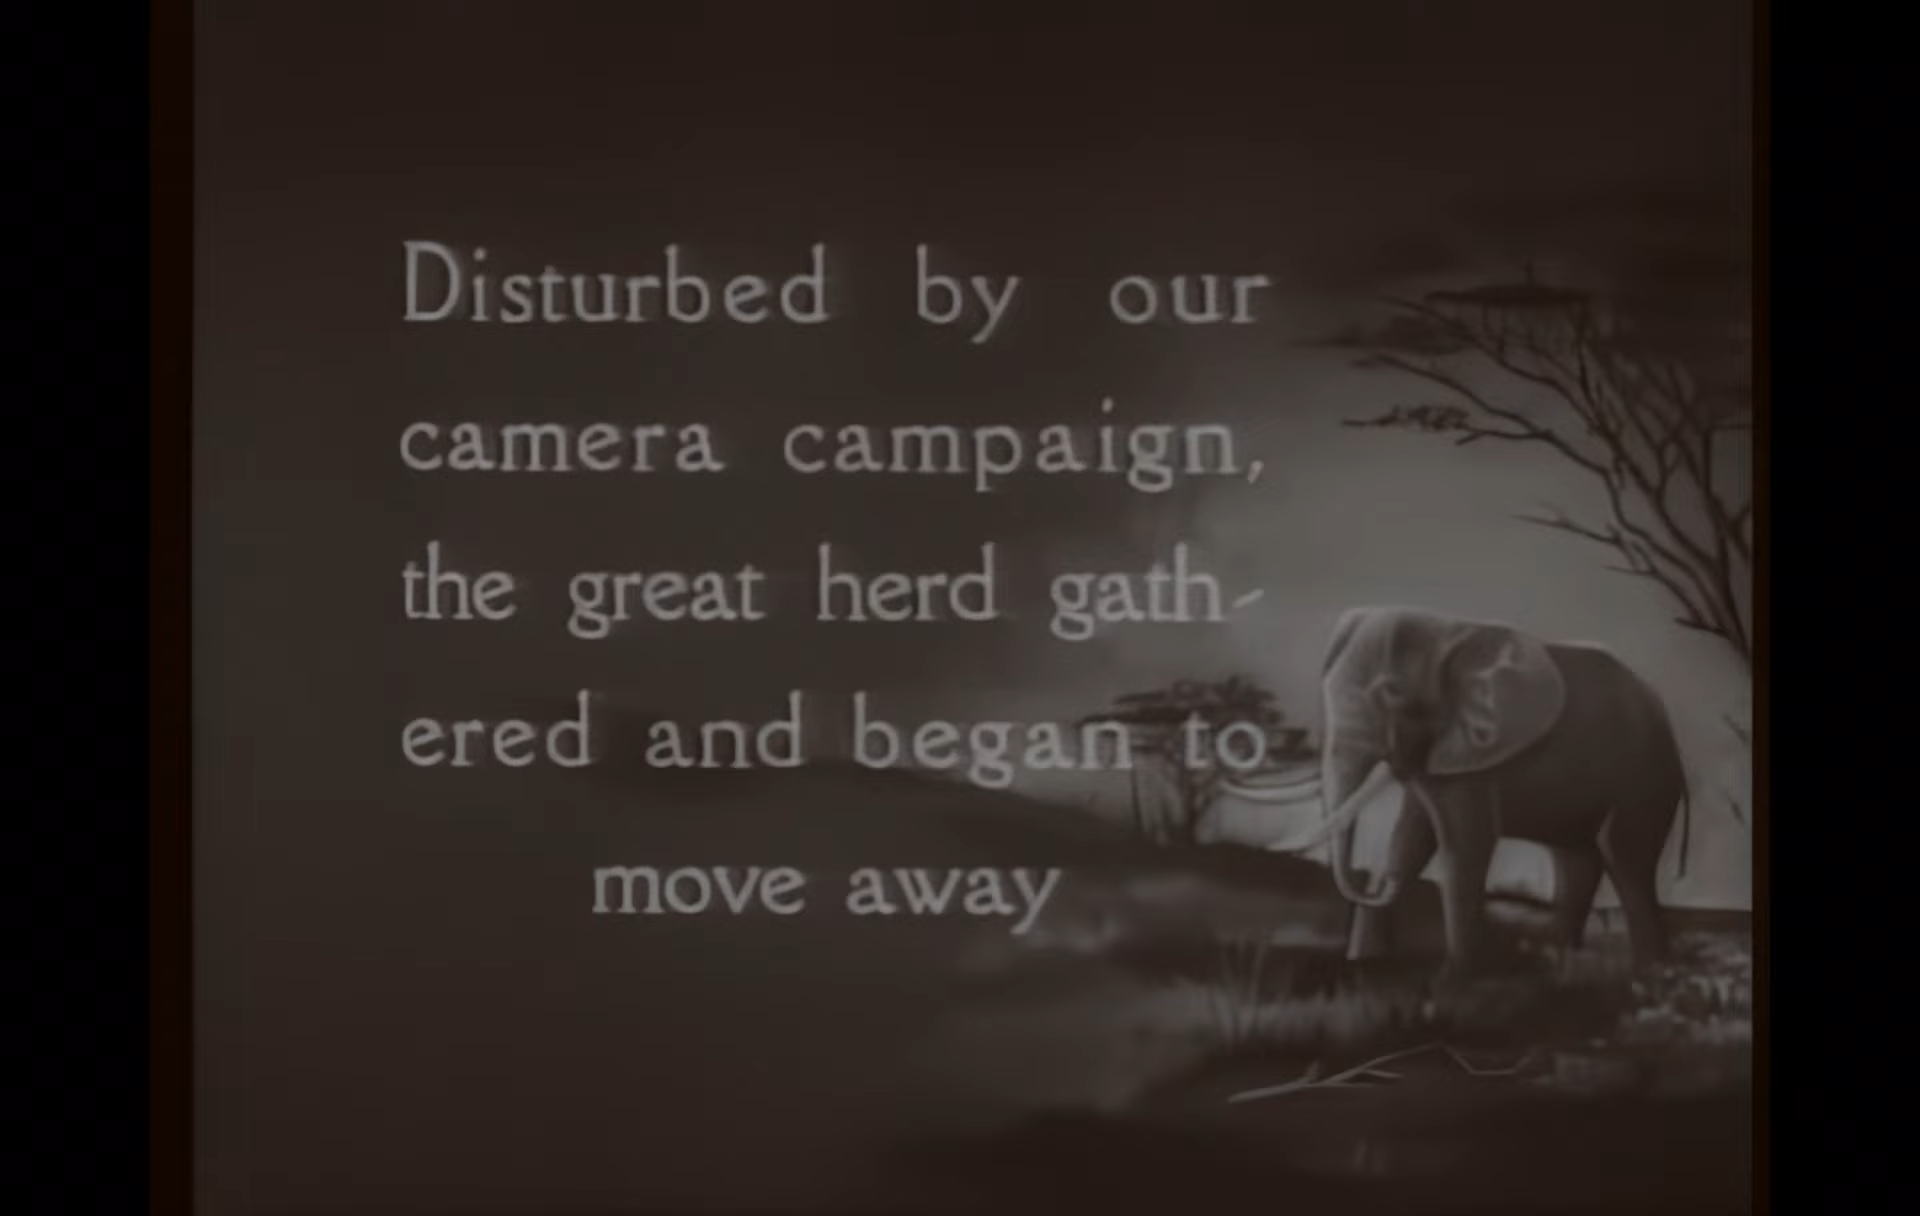 Disturbed by our
camera campaign,
the great herd gath-
ered and began to
move away